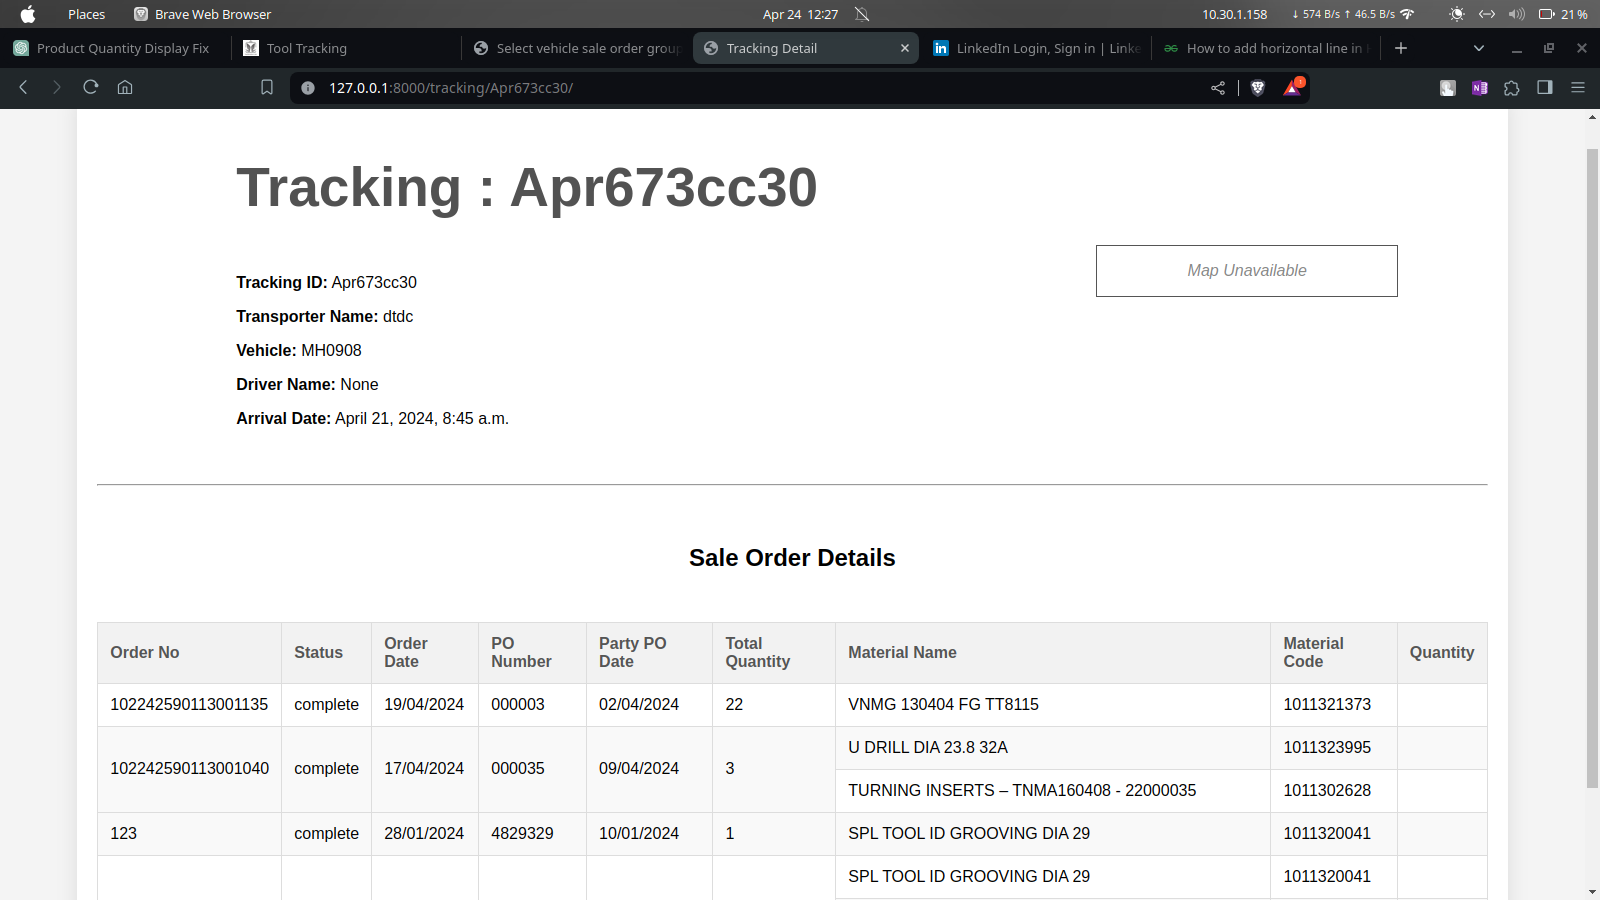 Places Brave Web Browser Apr 24 12:27 10.30.1.158 ↓ 574 B/s ↑ 46.5 B/s 21%
Product Quantity Display Fix Tool Tracking Select vehicle sale order grou Tracking Detail LinkedIn Login, Sign in | Linke How to add horizontal line in
127.0.0.1:8000/tracking/Apr673cc30/
Tracking : Apr673cc30
Map Unavailable
Tracking ID: Apr673cc30
Transporter Name: dtdc
Vehicle: MH0908
Driver Name: None
Arrival Date: April 21, 2024, 8:45 a.m.
Sale Order Details
Order No Status Order Date PO Number Party PO Date Total Quantity Material Name Material Code Quantity
102242590113001135 complete 19/04/2024 000003 02/04/2024 22 VNMG 130404 FG TT8115 1011321373
102242590113001040 complete 17/04/2024 000035 09/04/2024 3 U DRILL DIA 23.8 32A 1011323995
TURNING INSERTS – TNMA160408 - 22000035 1011302628
123 complete 28/01/2024 4829329 10/01/2024 1 SPL TOOL ID GROOVING DIA 29 1011320041
SPL TOOL ID GROOVING DIA 29 1011320041